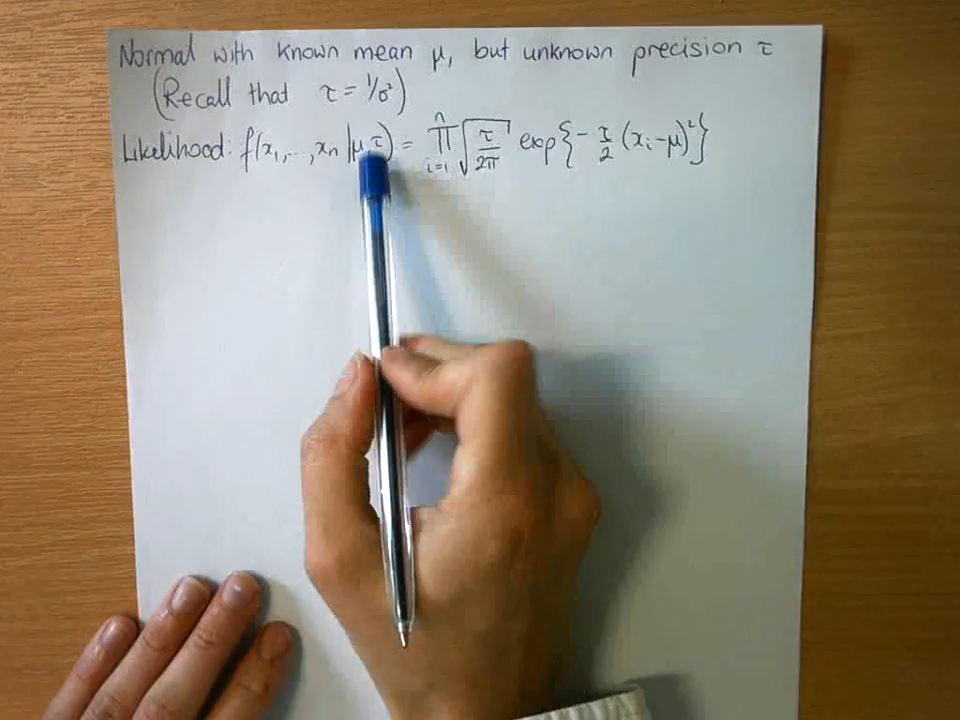 Normal with known mean μ, but unknown precision τ
(Recall that τ = 1/σ²)
Likelihood: f(x₁,...,xₙ|μ,τ) = ∏ᵢ₌₁ⁿ √(τ/2π) exp{-τ/2 (xᵢ-μ)²}